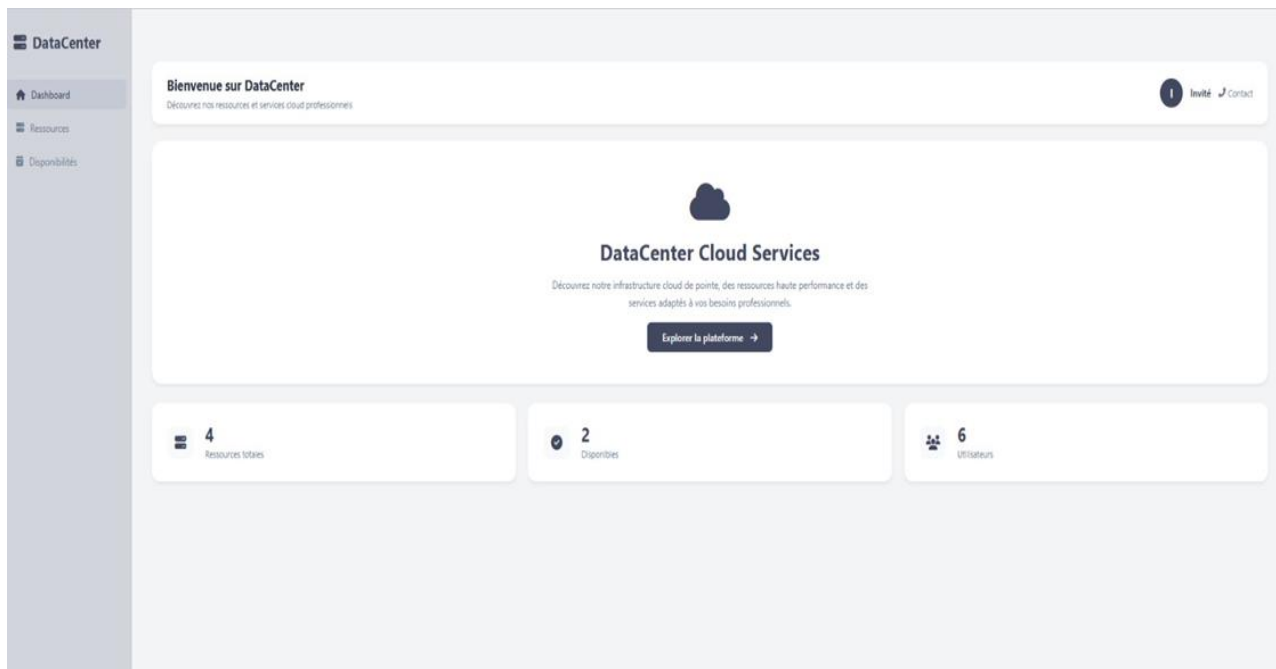 DataCenter
Dashboard
Ressources
Disponibilités
Bienvenue sur DataCenter
Découvrez nos ressources et services cloud professionnels
I
Invité
Contact
DataCenter Cloud Services
Découvrez notre infrastructure cloud de pointe, des ressources haute performance et des
services adaptés à vos besoins professionnels.
Explorer la plateforme →
4
Ressources totales
2
Disponibles
6
Utilisateurs